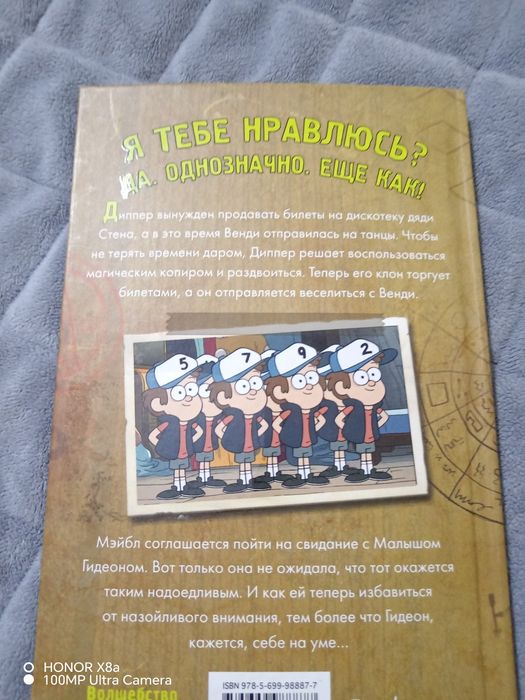 Я ТЕБЕ НРАВЛЮСЬ?
ДА. ОДНОЗНАЧНО. ЕЩЕ КАК!
Диппер вынужден продавать билеты на дискотеку дяди
Стена, а в это время Венди отправилась на танцы. Чтобы
не терять времени даром, Диппер решает воспользоваться
магическим копиром и раздвоиться. Теперь его клон торгует
билетами, а он отправляется веселиться с Венди.
5 7 9 2
Мэйбл соглашается пойти на свидание с Малышом
Гидеоном. Вот только она не ожидала, что тот окажется
таким надоедливым. И как ей теперь избавиться
от назойливого внимания, тем более что Гидеон,
кажется, себе на уме...
ISBN 978-5-699-98887-7
Волшебство
HONOR X8a
100MP Ultra Camera